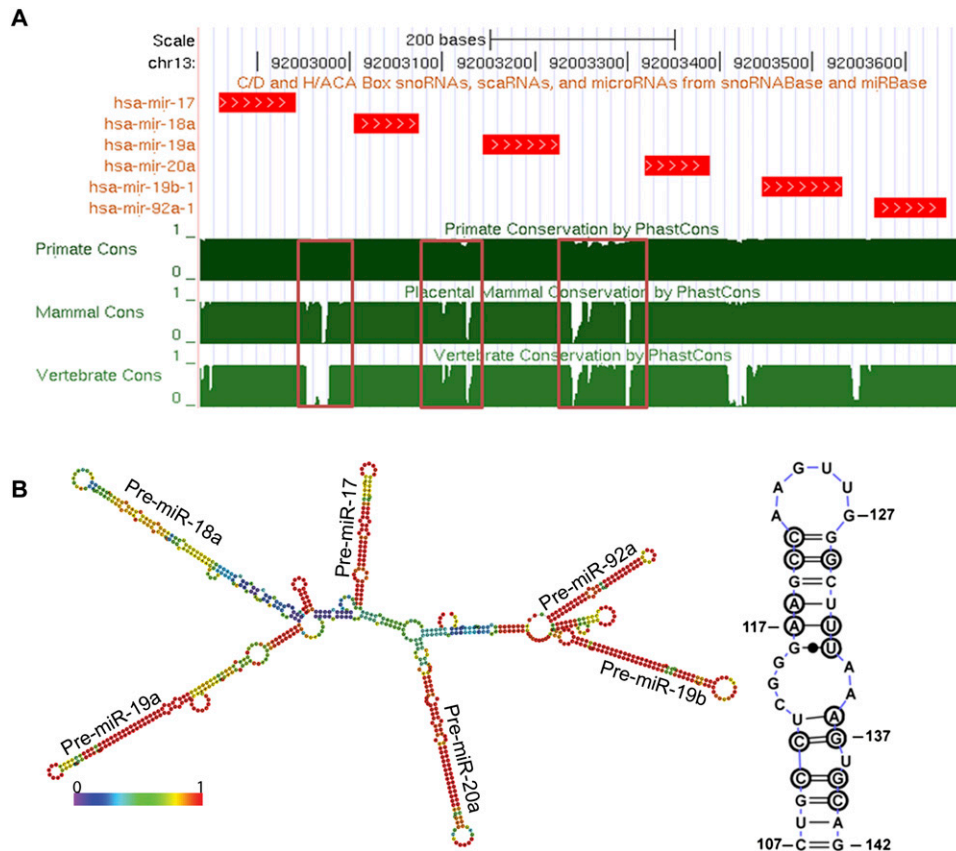 A
Scale
200 bases
chr13:
92003000
92003100
92003200
92003300
92003400
92003500
92003600
C/D and H/ACA Box snoRNAs, scaRNAs, and microRNAs from snoRNABase and miRBase
hsa-mir-17
hsa-mir-18a
hsa-mir-19a
hsa-mir-20a
hsa-mir-19b-1
hsa-mir-92a-1
Primate Conservation by PhastCons
1
Primate Cons
0
Placental Mammal Conservation by PhastCons
1
Mammal Cons
0
Vertebrate Conservation by PhastCons
1
Vertebrate Cons
0
B
Pre-miR-18a
Pre-miR-17
Pre-miR-92a
Pre-miR-19a
Pre-miR-20a
Pre-miR-19b
0 1
G U
A U
A G 127
C G
C G
G C
A U
117 A U
G U
G A
G A
C
U A
C G 137
U
C G
G C
U A
107 C G 142